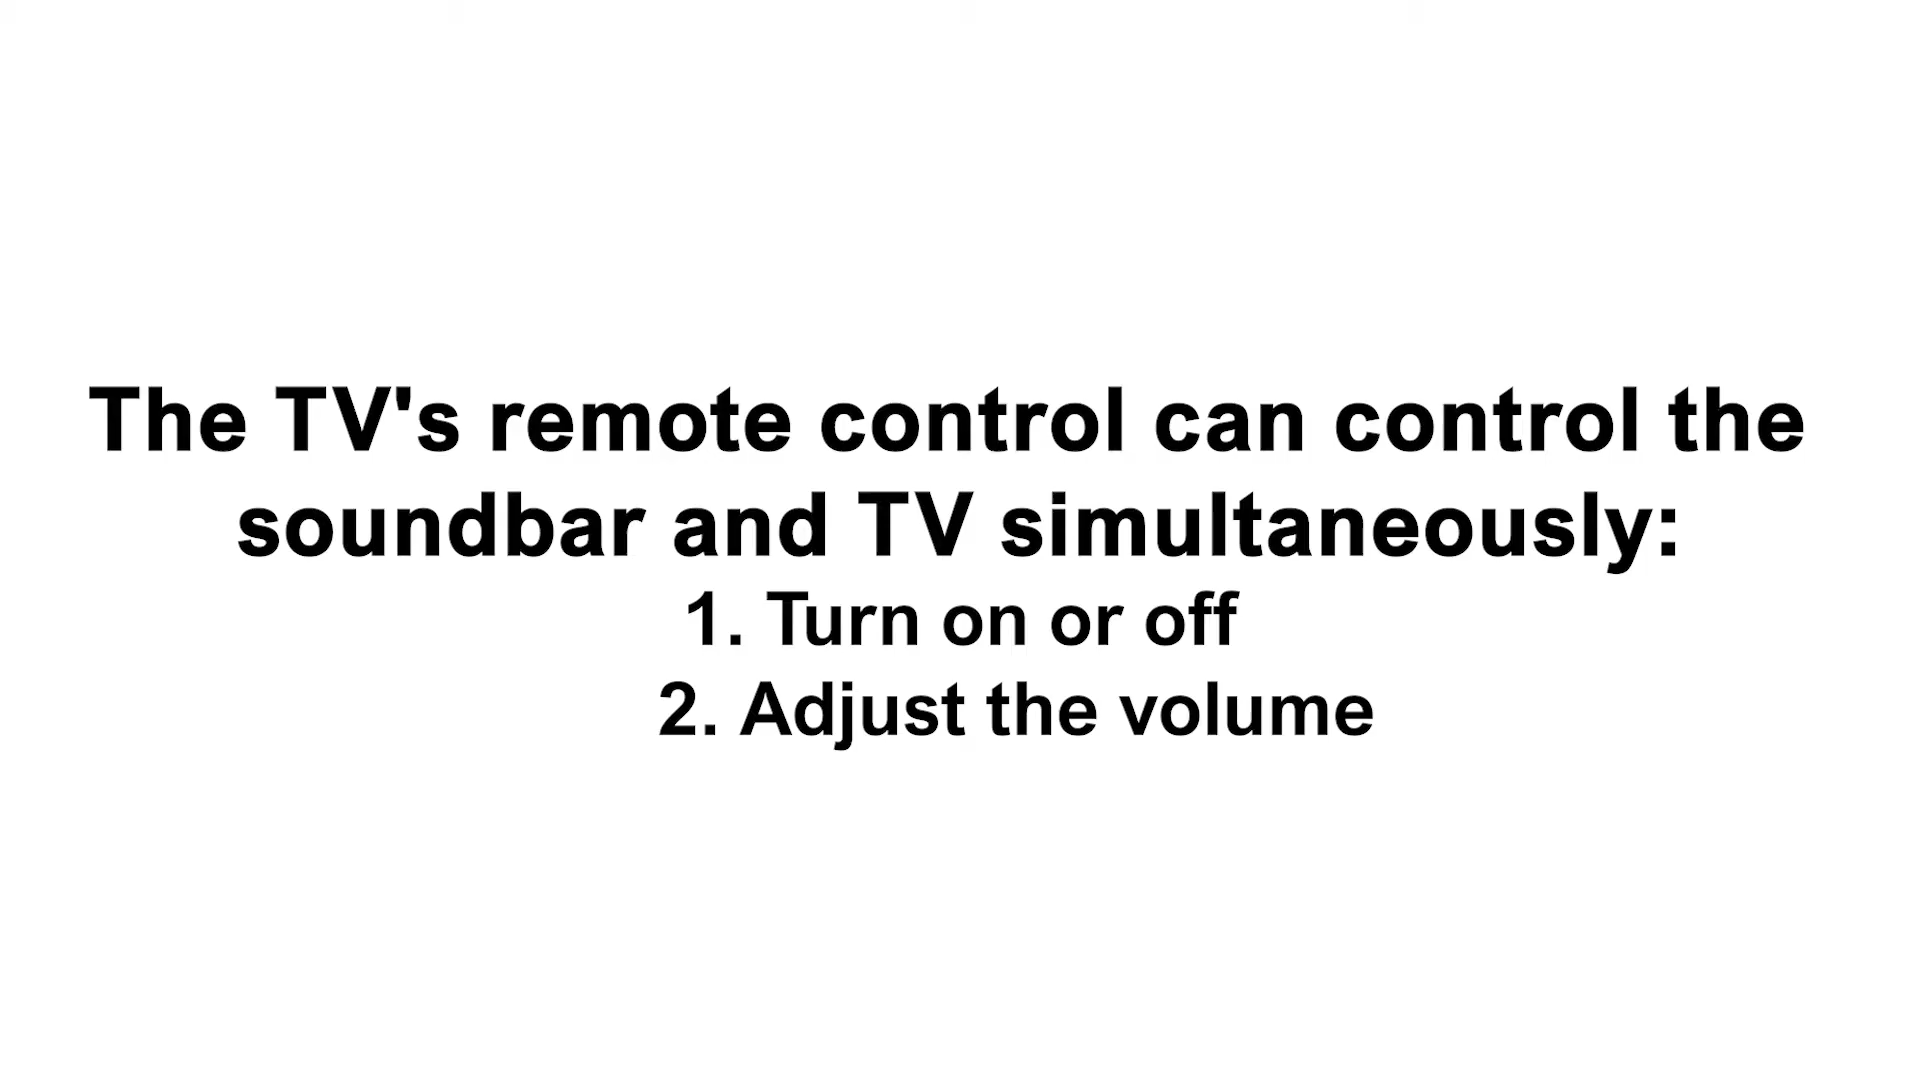 The TV's remote control can control the
soundbar and TV simultaneously:
1. Turn on or off
2. Adjust the volume